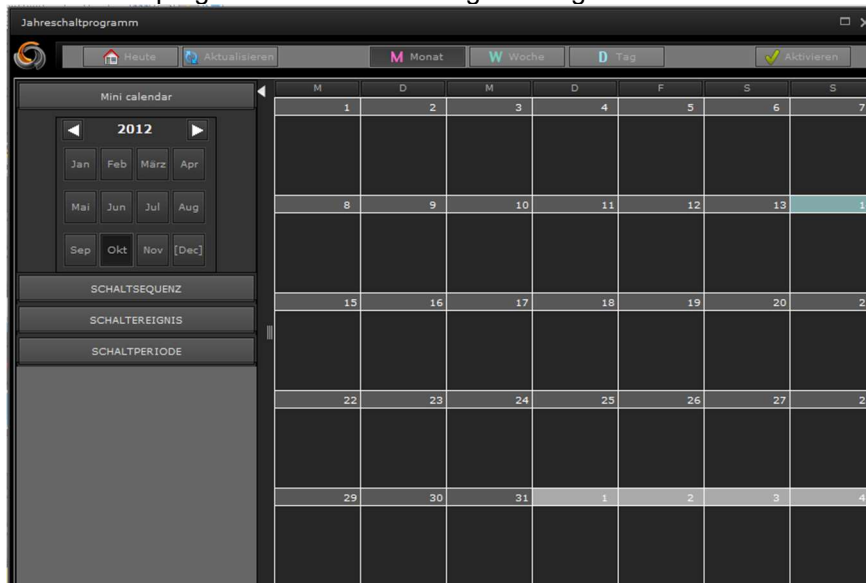 Jahreschaltprogramm
Heute Aktualisieren M Monat W Woche D Tag Aktivieren
Mini calendar
2012
Jan Feb März Apr
Mai Jun Jul Aug
Sep Okt Nov [Dec]
SCHALTSEQUENZ
SCHALTEREIGNIS
SCHALTPERIODE
M D M D F S S
1 2 3 4 5 6 7
8 9 10 11 12 13
15 16 17 18 19 20
22 23 24 25 26 27
29 30 31 1 2 3 4